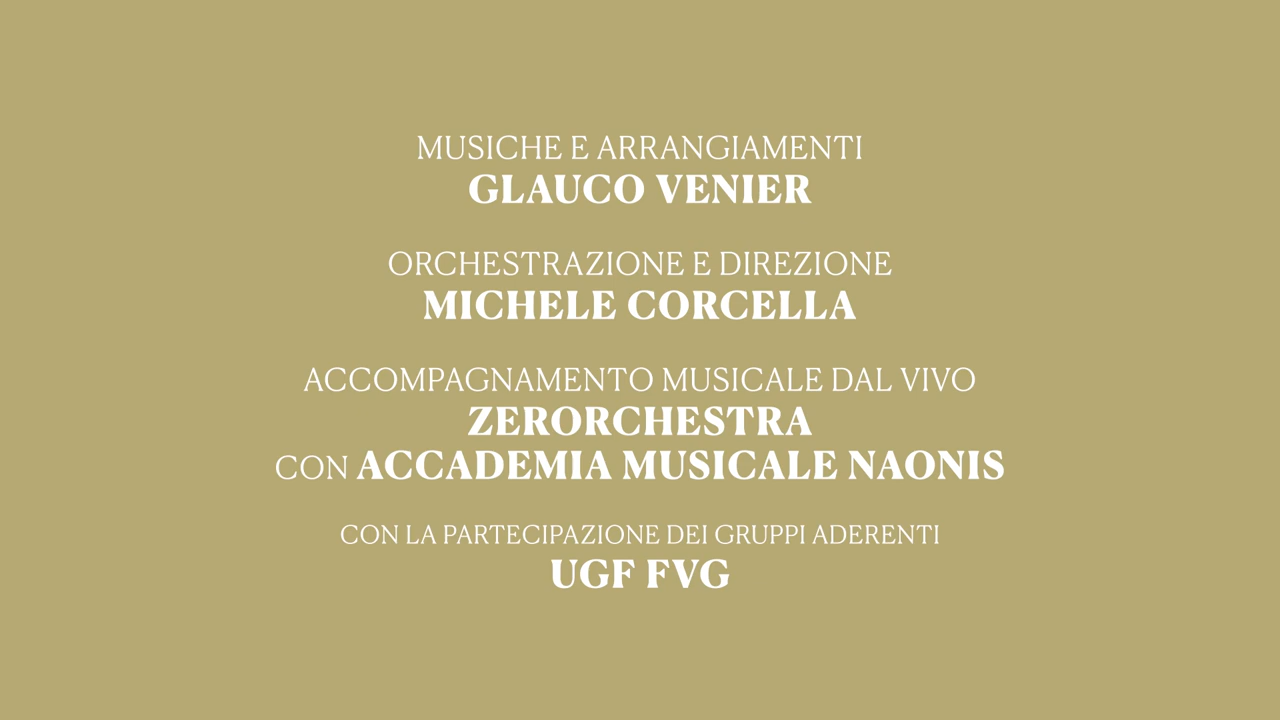 MUSICHE E ARRANGIAMENTI
GLAUCO VENIER
ORCHESTRAZIONE E DIREZIONE
MICHELE CORCELLA
ACCOMPAGNAMENTO MUSICALE DAL VIVO
ZERORCHESTRA
CON ACCADEMIA MUSICALE NAONIS
CON LA PARTECIPAZIONE DEI GRUPPI ADERENTI
UGF FVG